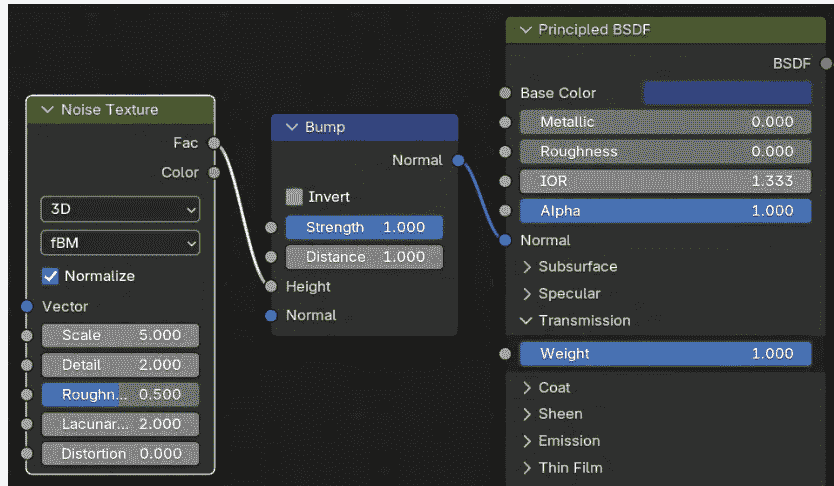 Noise Texture
Fac
Color
3D
fBM
Normalize
Vector
Scale 5.000
Detail 2.000
Roughn... 0.500
Lacunar... 2.000
Distortion 0.000
Bump
Normal
Invert
Strength 1.000
Distance 1.000
Height
Normal
Principled BSDF
BSDF
Base Color
Metallic 0.000
Roughness 0.000
IOR 1.333
Alpha 1.000
Normal
Subsurface
Specular
Transmission
Weight 1.000
Coat
Sheen
Emission
Thin Film